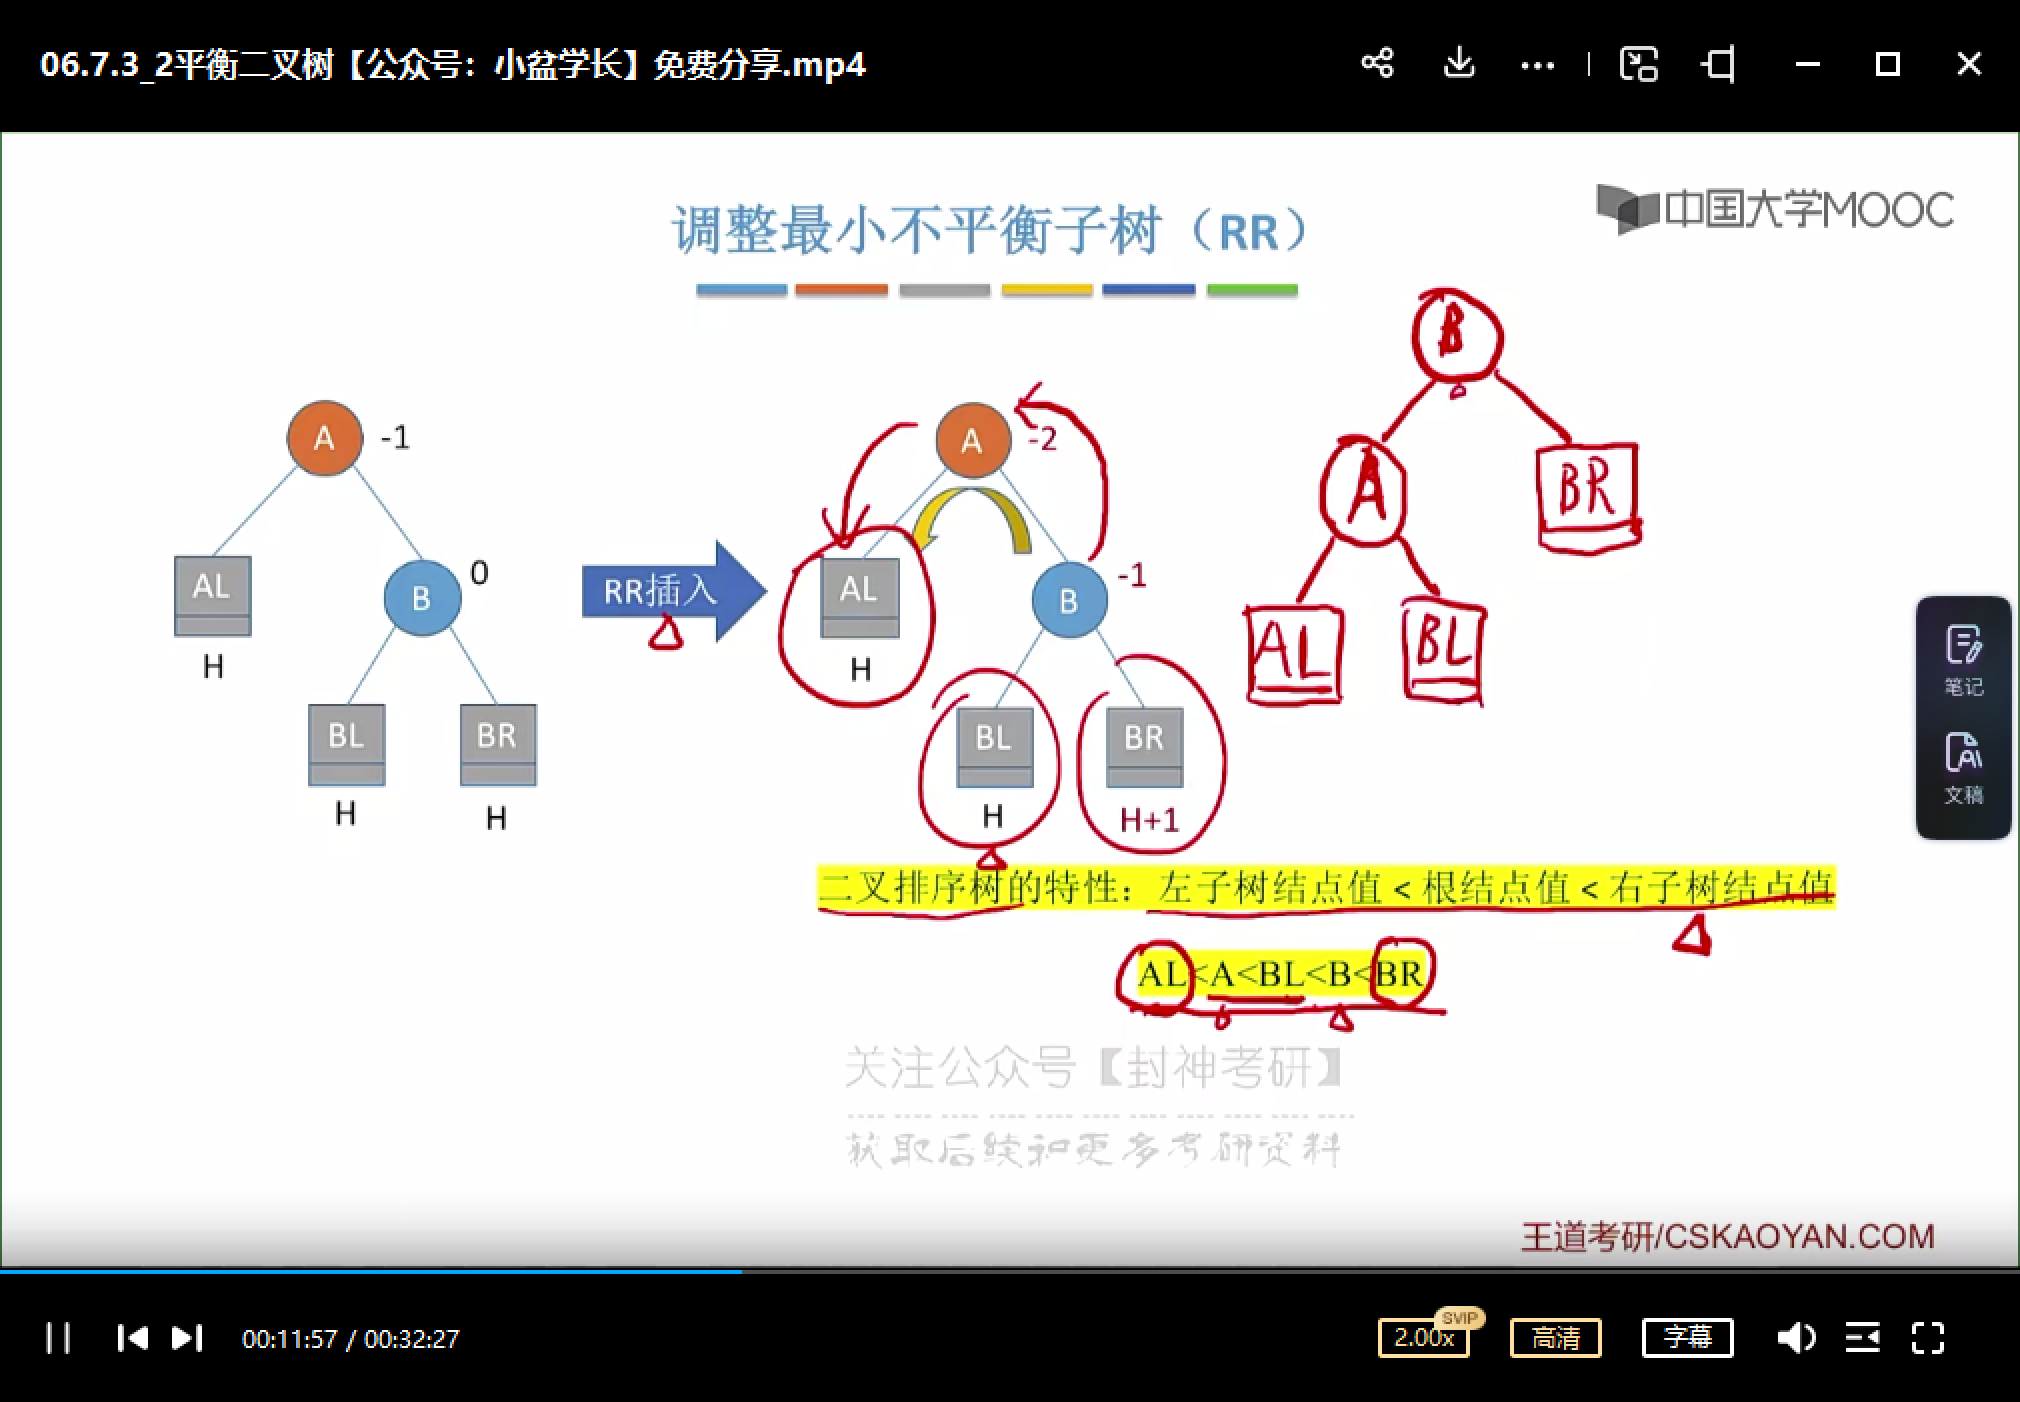 06.7.3_2平衡二叉树【公众号：小盆学长】免费分享.mp4
中国大学MOOC
调整最小不平衡子树（RR）
A -1
AL
H
B 0
BL
H
BR
H
RR插入
A -2
AL
H
B -1
BL
H
BR
H+1
B
A
BR
AL
BL
二叉排序树的特性：左子树结点值 < 根结点值 < 右子树结点值
AL<A<BL<B<BR
关注公众号【封神考研】
获取后续和更多考研资料
王道考研/CSKAOYAN.COM
笔记
文稿
00:11:57 / 00:32:27
SVIP
2.00x
高清
字幕